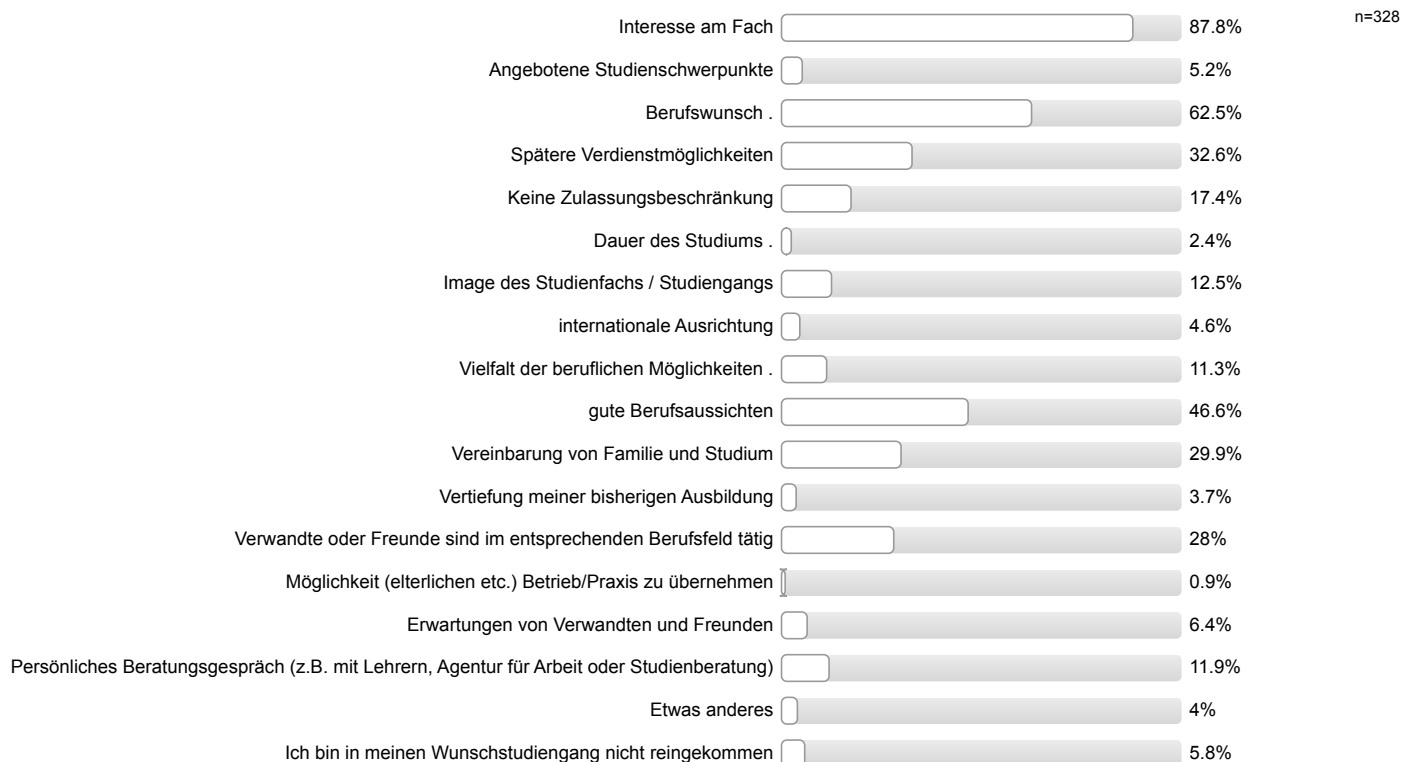 n=328
Interesse am Fach 87.8%
Angebotene Studienschwerpunkte 5.2%
Berufswunsch . 62.5%
Spätere Verdienstmöglichkeiten 32.6%
Keine Zulassungsbeschränkung 17.4%
Dauer des Studiums . 2.4%
Image des Studienfachs / Studiengangs 12.5%
internationale Ausrichtung 4.6%
Vielfalt der beruflichen Möglichkeiten . 11.3%
gute Berufsaussichten 46.6%
Vereinbarung von Familie und Studium 29.9%
Vertiefung meiner bisherigen Ausbildung 3.7%
Verwandte oder Freunde sind im entsprechenden Berufsfeld tätig 28%
Möglichkeit (elterlichen etc.) Betrieb/Praxis zu übernehmen 0.9%
Erwartungen von Verwandten und Freunden 6.4%
Persönliches Beratungsgespräch (z.B. mit Lehrern, Agentur für Arbeit oder Studienberatung) 11.9%
Etwas anderes 4%
Ich bin in meinen Wunschstudiengang nicht reingekommen 5.8%